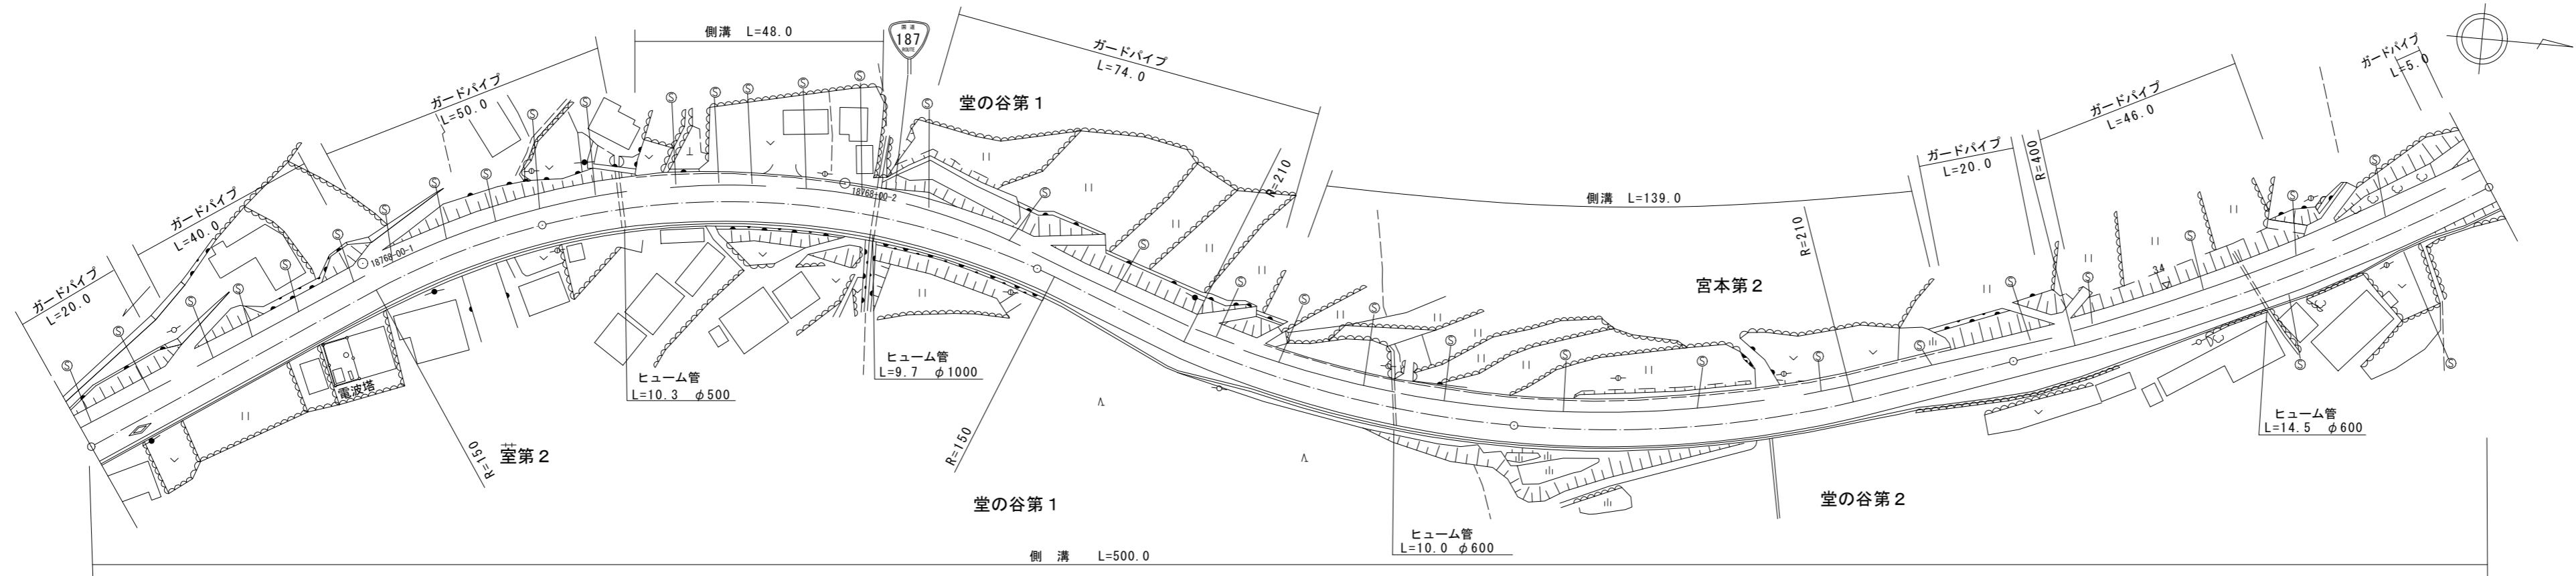 ガードパイプ
L=20.0
ガードパイプ
L=40.0
ガードパイプ
L=50.0
側溝 L=48.0
国道
187
ROUTE
ガードパイプ
L=74.0
堂の谷第1
R=210
側溝 L=139.0
R=210
宮本第2
ガードパイプ
L=20.0
R=400
ガードパイプ
L=46.0
ガードパイプ
L=5.0
18768-00-1
18768-00-2
34
電波塔
R=150
荎第2
ヒューム管
L=10.3 φ500
ヒューム管
L=9.7 φ1000
R=150
堂の谷第1
ヒューム管
L=10.0 φ600
堂の谷第2
ヒューム管
L=14.5 φ600
側 溝 L=500.0